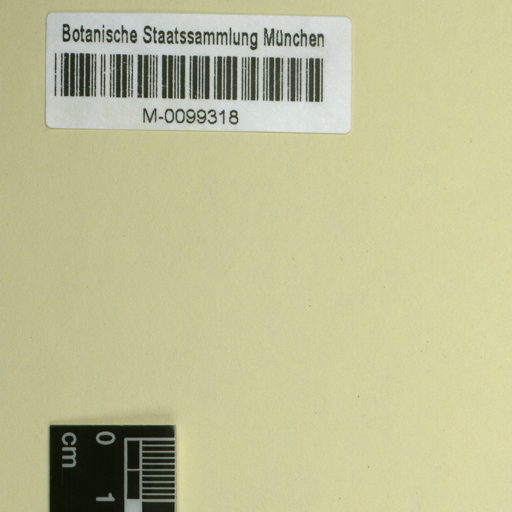 Botanische Staatssammlung München
M-0099318
cm
0
1